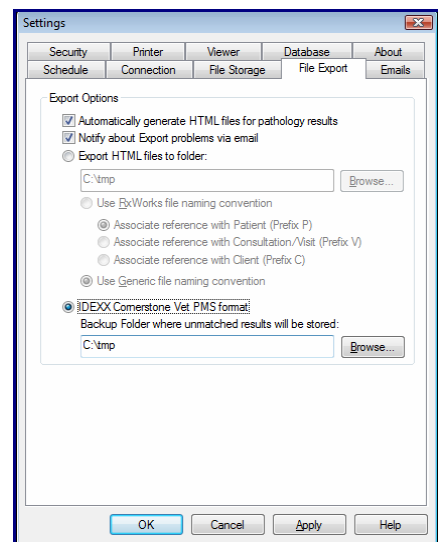 Settings
Security Printer Viewer Database About
Schedule Connection File Storage File Export Emails
Export Options
Automatically generate HTML files for pathology results
Notify about Export problems via email
Export HTML files to folder:
C:\tmp Browse...
Use RxWorks file naming convention
Associate reference with Patient (Prefix P)
Associate reference with Consultation/Visit (Prefix V)
Associate reference with Client (Prefix C)
Use Generic file naming convention
IDEXX Cornerstone Vet PMS format
Backup Folder where unmatched results will be stored:
C:\tmp Browse...
OK Cancel Apply Help